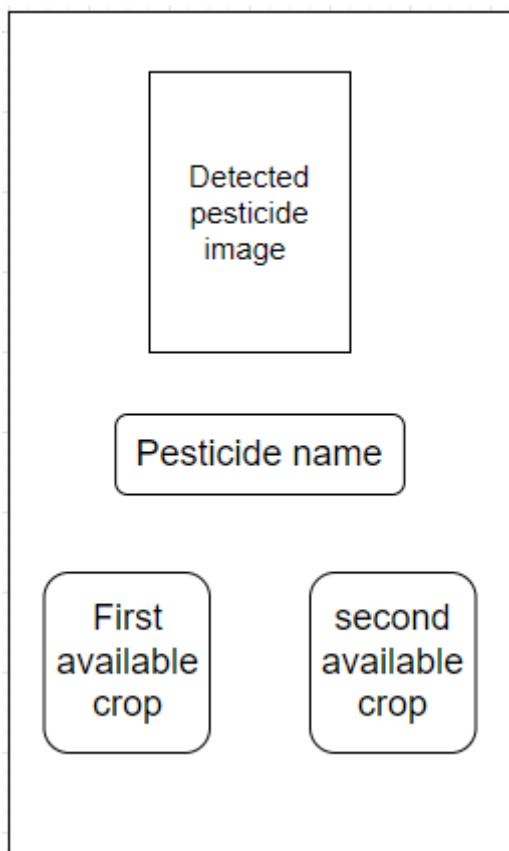 Detected
pesticide
image
Pesticide name
First
available
crop
second
available
crop